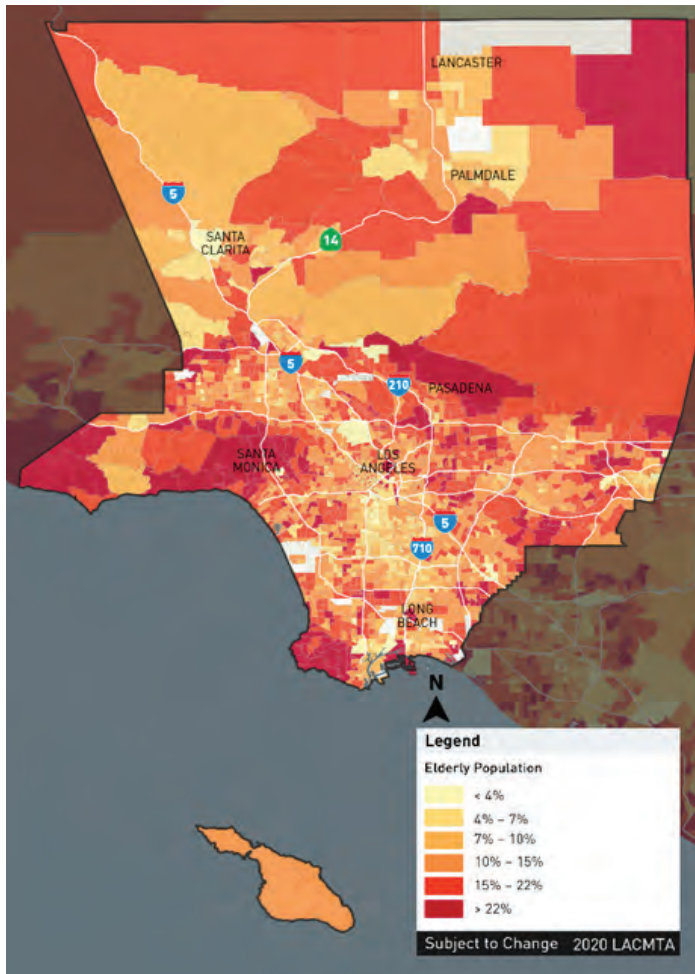 LANCASTER
PALMDALE
5
SANTA
CLARITA
14
5
210
PASADENA
SANTA
MONICA
LOS
ANGELES
5
710
LONG
BEACH
N
Legend
Elderly Population
< 4%
4% – 7%
7% – 10%
10% – 15%
15% – 22%
> 22%
Subject to Change 2020 LACMTA